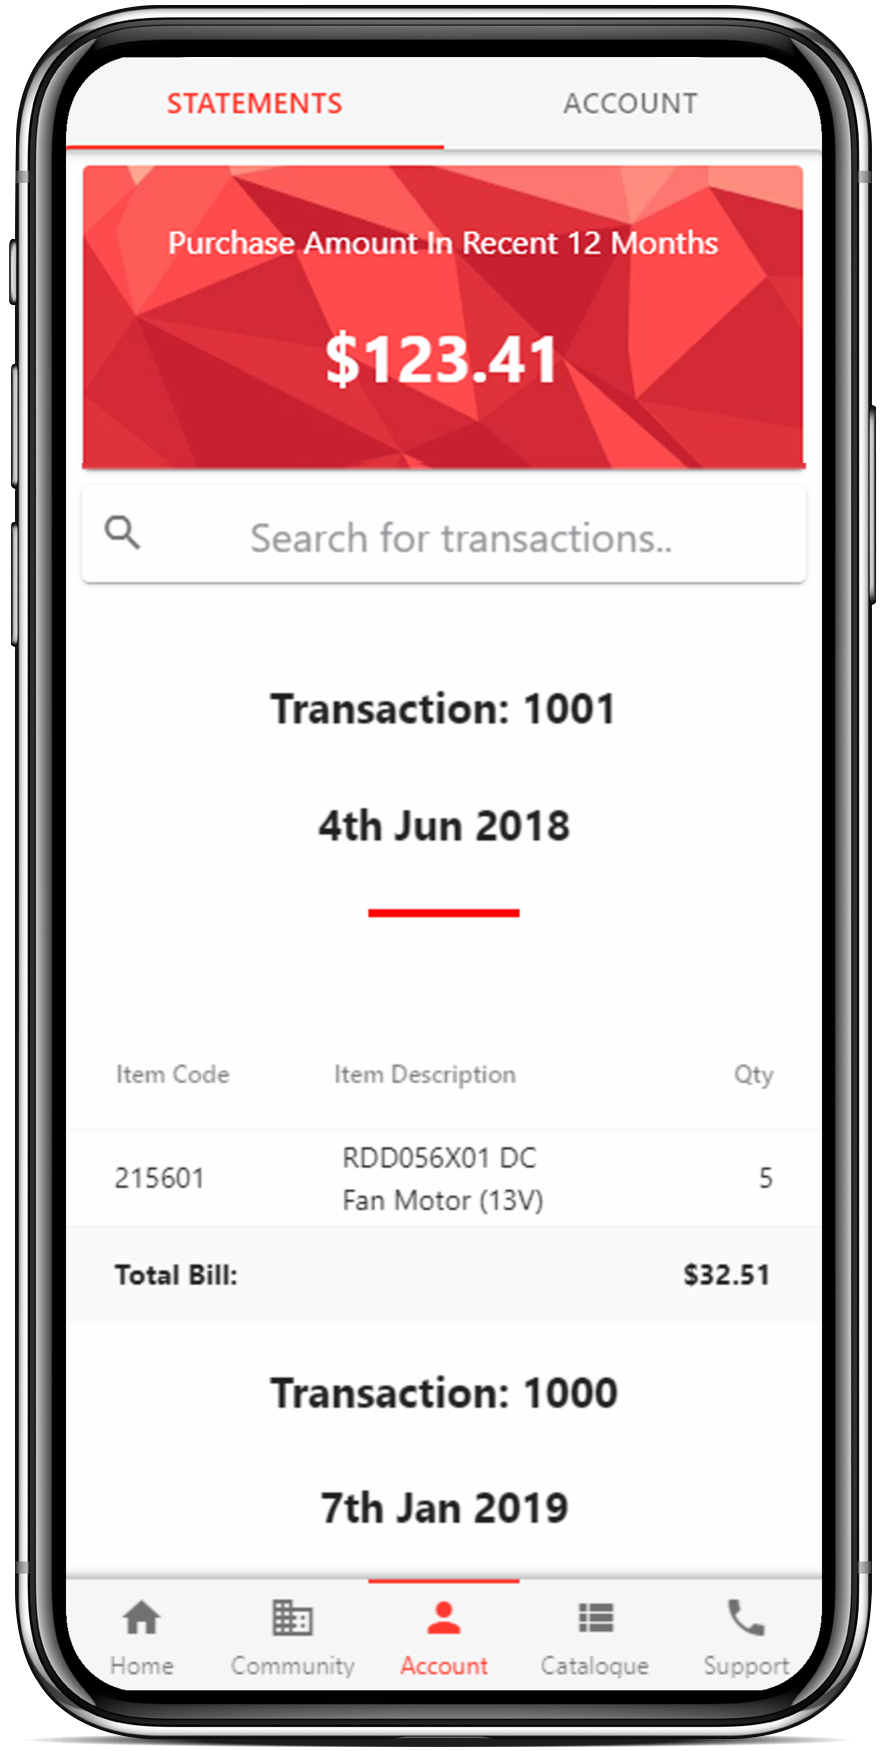 STATEMENTS ACCOUNT
Purchase Amount In Recent 12 Months
$123.41
Search for transactions..
Transaction: 1001
4th Jun 2018
Item Code Item Description Qty
215601 RDD056X01 DC Fan Motor (13V) 5
Total Bill: $32.51
Transaction: 1000
7th Jan 2019
Home Community Account Catalogue Support